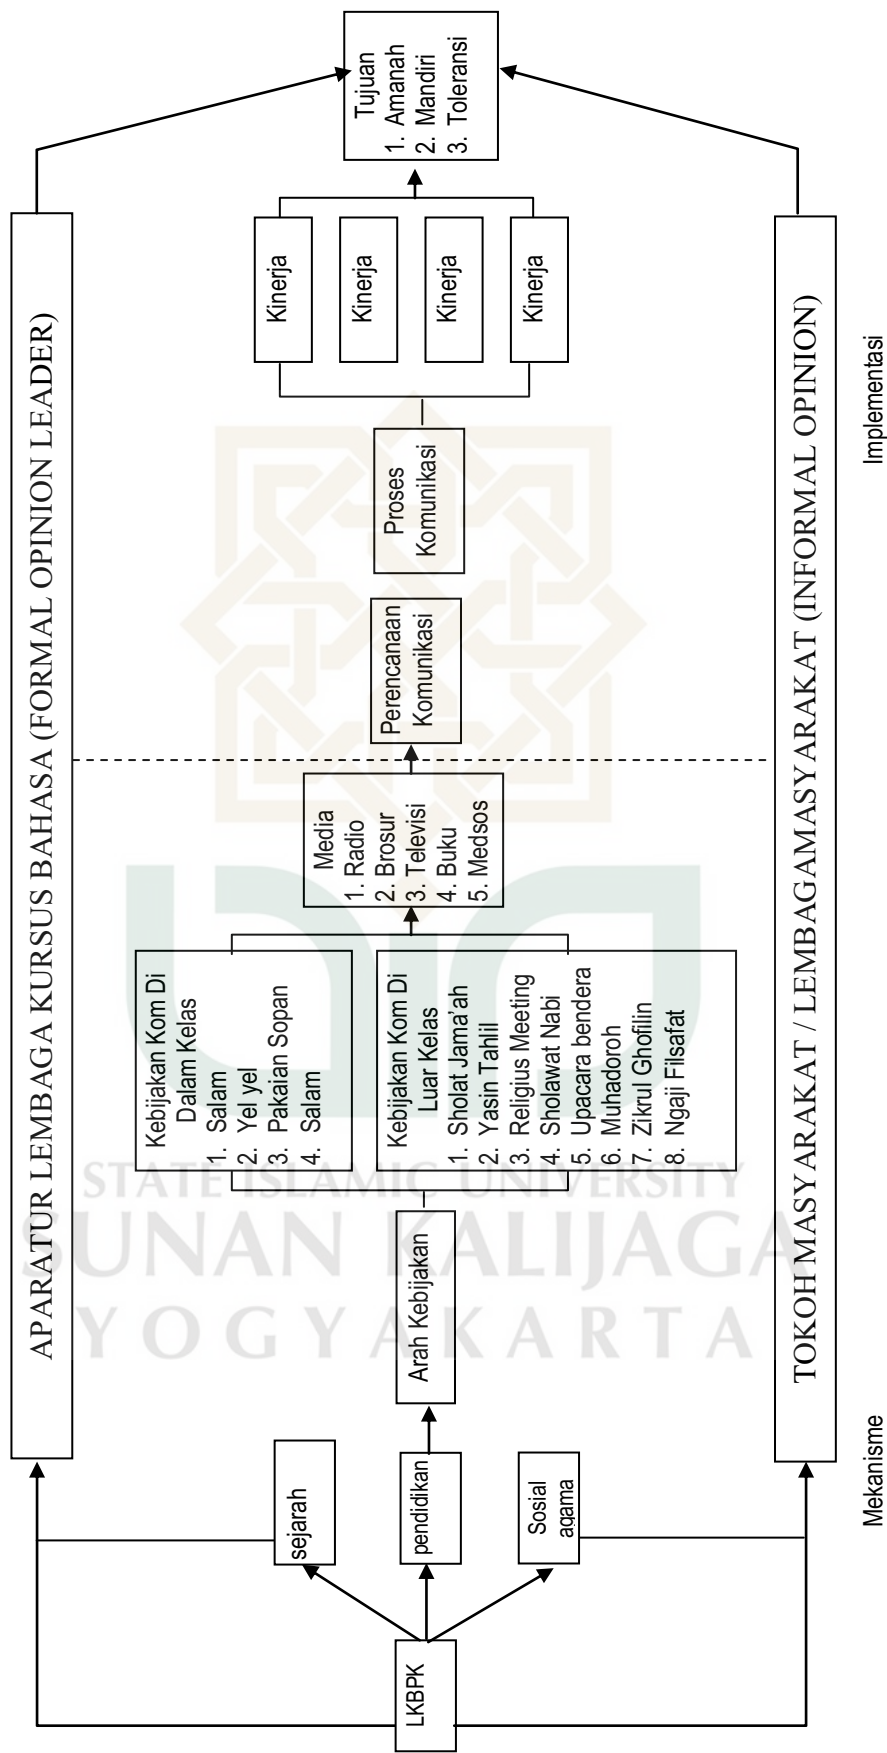 APARATUR LEMBAGA KURSUS BAHASA (FORMAL OPINION LEADER)
LKBPK
sejarah
pendidikan
Sosial
agama
Arah Kebijakan
Kebijakan Kom Di
Dalam Kelas
1. Salam
2. Yel yel
3. Pakaian Sopan
4. Salam
Kebijakan Kom Di
Luar Kelas
1. Sholat Jama'ah
2. Yasin Tahlil
3. Religius Meeting
4. Sholawat Nabi
5. Upacara bendera
6. Muhadoroh
7. Zikrul Ghofilin
8. Ngaji Filsafat
Media
1. Radio
2. Brosur
3. Televisi
4. Buku
5. Medsos
Perencanaan
Komunikasi
Proses
Komunikasi
Kinerja
Kinerja
Kinerja
Kinerja
Tujuan
1. Amanah
2. Mandiri
3. Toleransi
TOKOH MASYARAKAT / LEMBAGAMASYARAKAT (INFORMAL OPINION)
Mekanisme
Implementasi
STATE ISLAMIC UNIVERSITY
SUNAN KALIJAGA
YOGYAKARTA